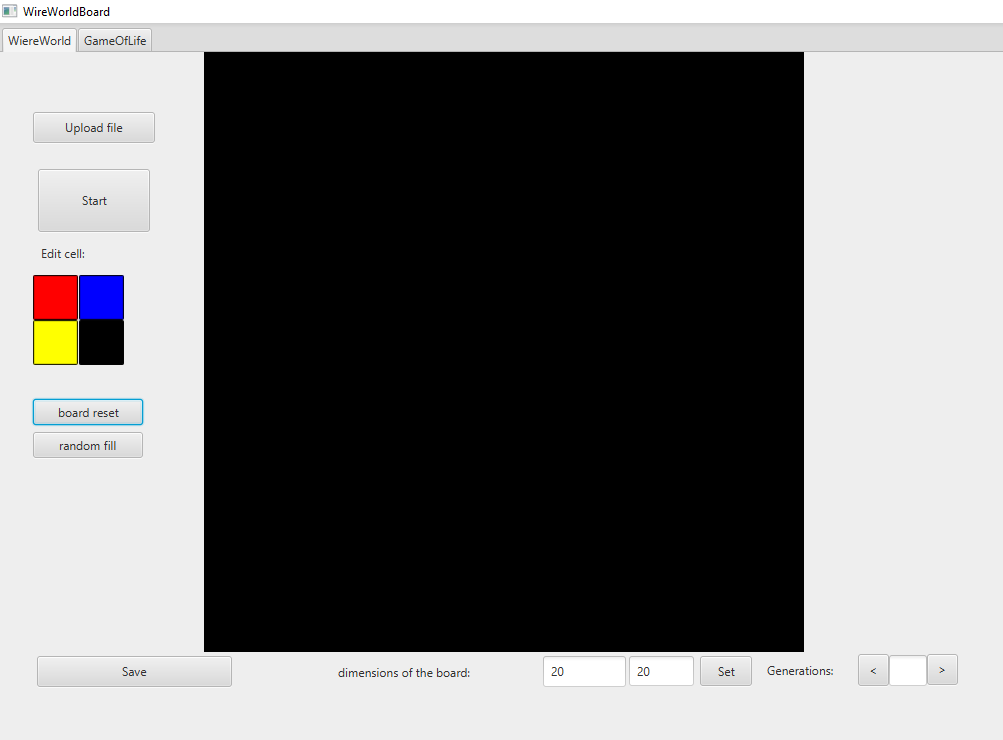 WireWorldBoard
WiereWorld GameOfLife
Upload file
Start
Edit cell:
board reset
random fill
Save dimensions of the board: 20 20 Set Generations: < >